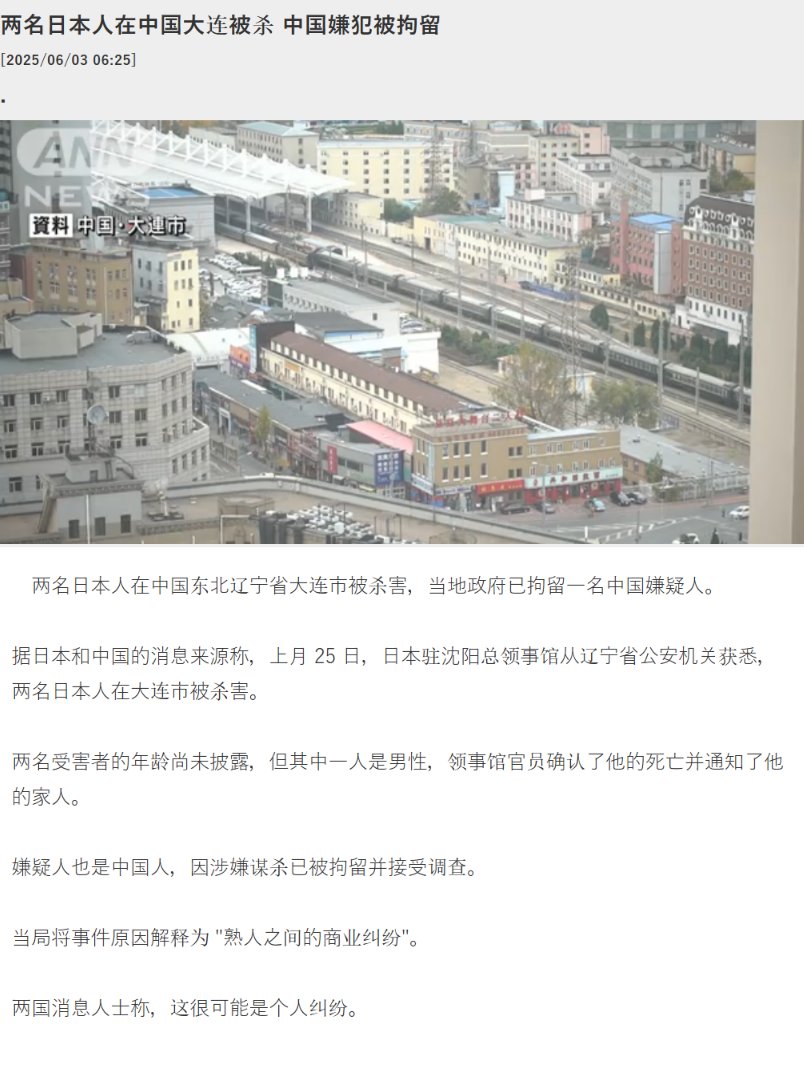 两名日本人在中国大连被杀 中国嫌犯被拘留
[2025/06/03 06:25]
.
ANN
NEWS
資料 中国・大連市
两名日本人在中国东北辽宁省大连市被杀害，当地政府已拘留一名中国嫌疑人。
据日本和中国的消息来源称，上月 25 日，日本驻沈阳总领事馆从辽宁省公安机关获悉，
两名日本人在大连市被杀害。
两名受害者的年龄尚未披露，但其中一人是男性，领事馆官员确认了他的死亡并通知了他
的家人。
嫌疑人也是中国人，因涉嫌谋杀已被拘留并接受调查。
当局将事件原因解释为 "熟人之间的商业纠纷"。
两国消息人士称，这很可能是个人纠纷。